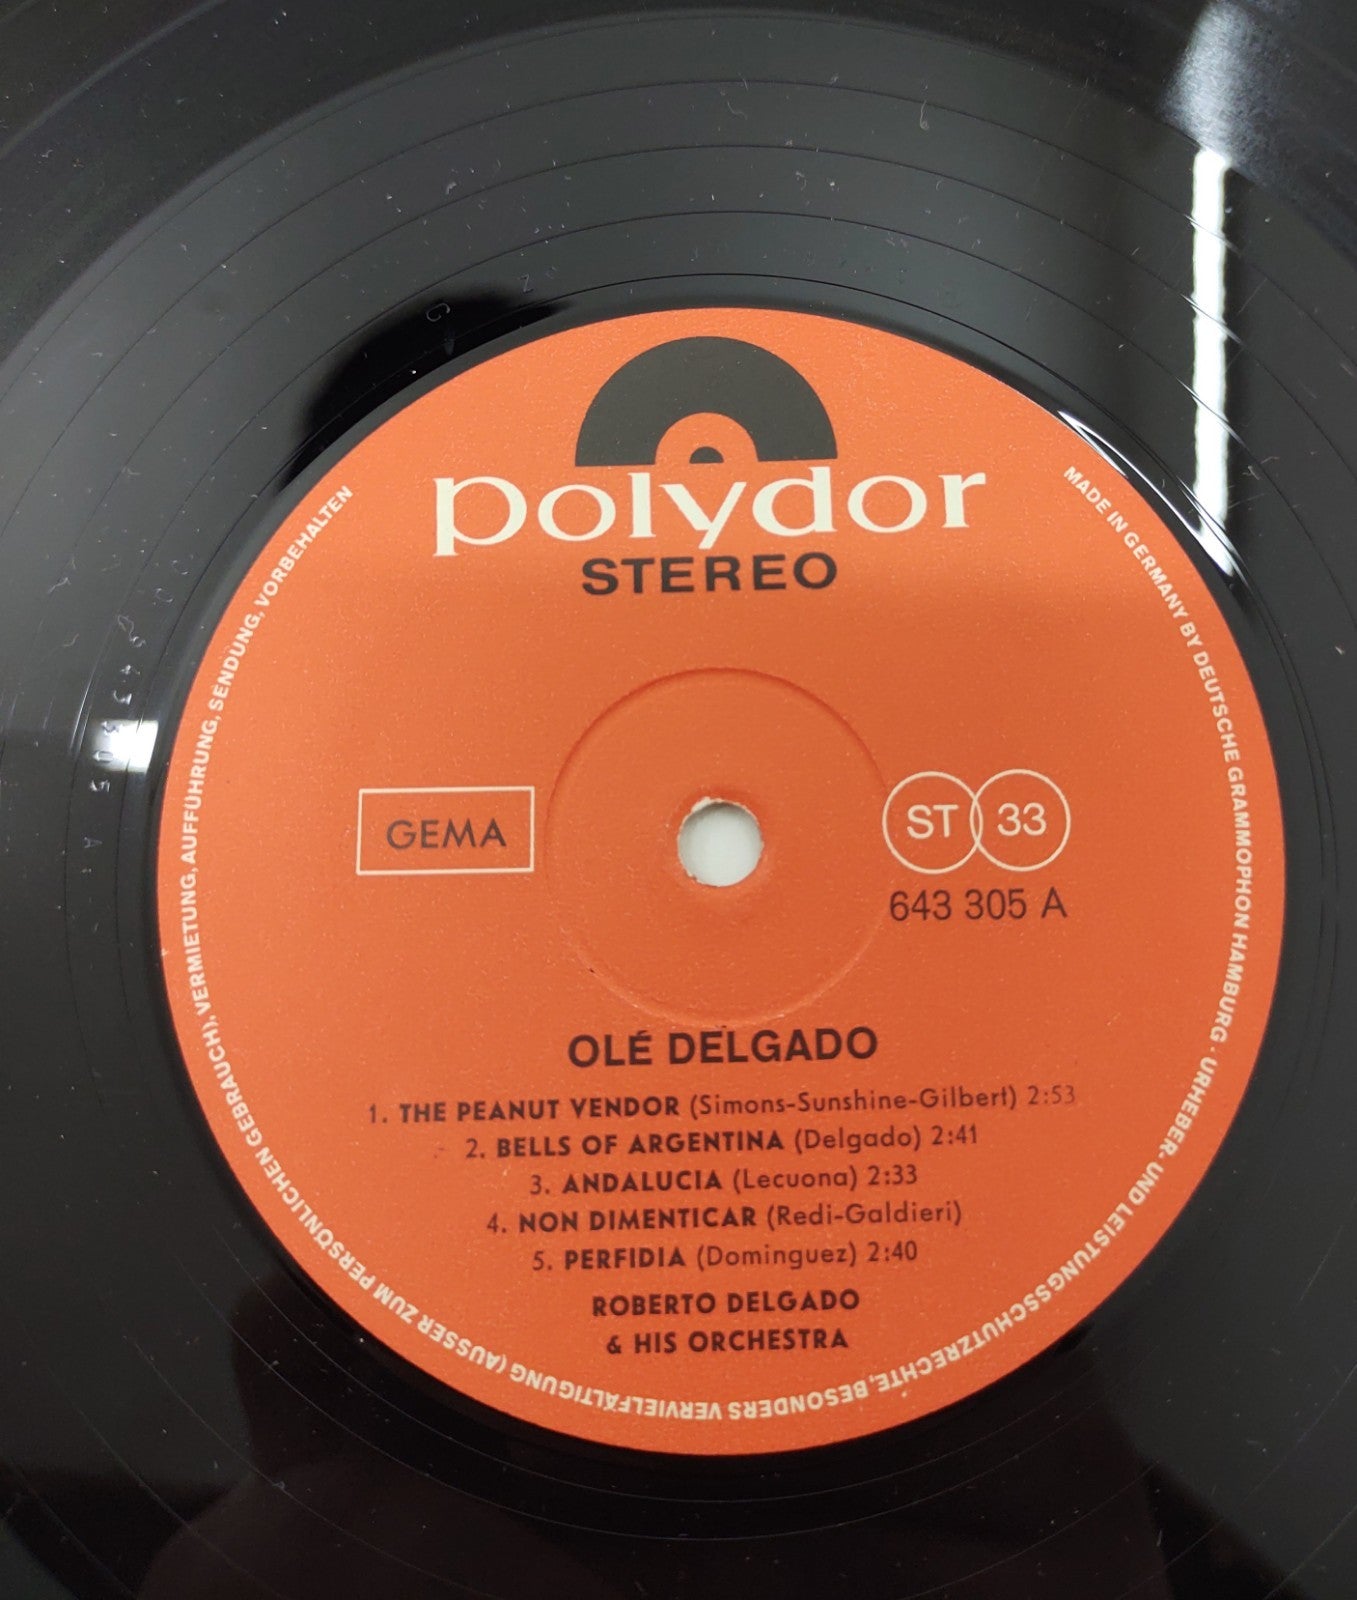 polydor
STEREO
GEMA
ST 33
643 305 A
OLÉ DELGADO
1. THE PEANUT VENDOR (Simons-Sunshine-Gilbert) 2:53
2. BELLS OF ARGENTINA (Delgado) 2:41
3. ANDALUCIA (Lecuona) 2:33
4. NON DIMENTICAR (Redi-Galdieri)
5. PERFIDIA (Dominguez) 2:40
ROBERTO DELGADO
& HIS ORCHESTRA
MADE IN GERMANY BY DEUTSCHE GRAMMOPHON HAMBURG · URHEBER- UND LEISTUNGSSCHUTZRECHTE, BESONDERS VERVIELFÄLTIGUNG (AUSSER ZUM PERSÖNLICHEN GEBRAUCH), VERMIETUNG, AUFFÜHRUNG, SENDUNG, VORBEHALTEN